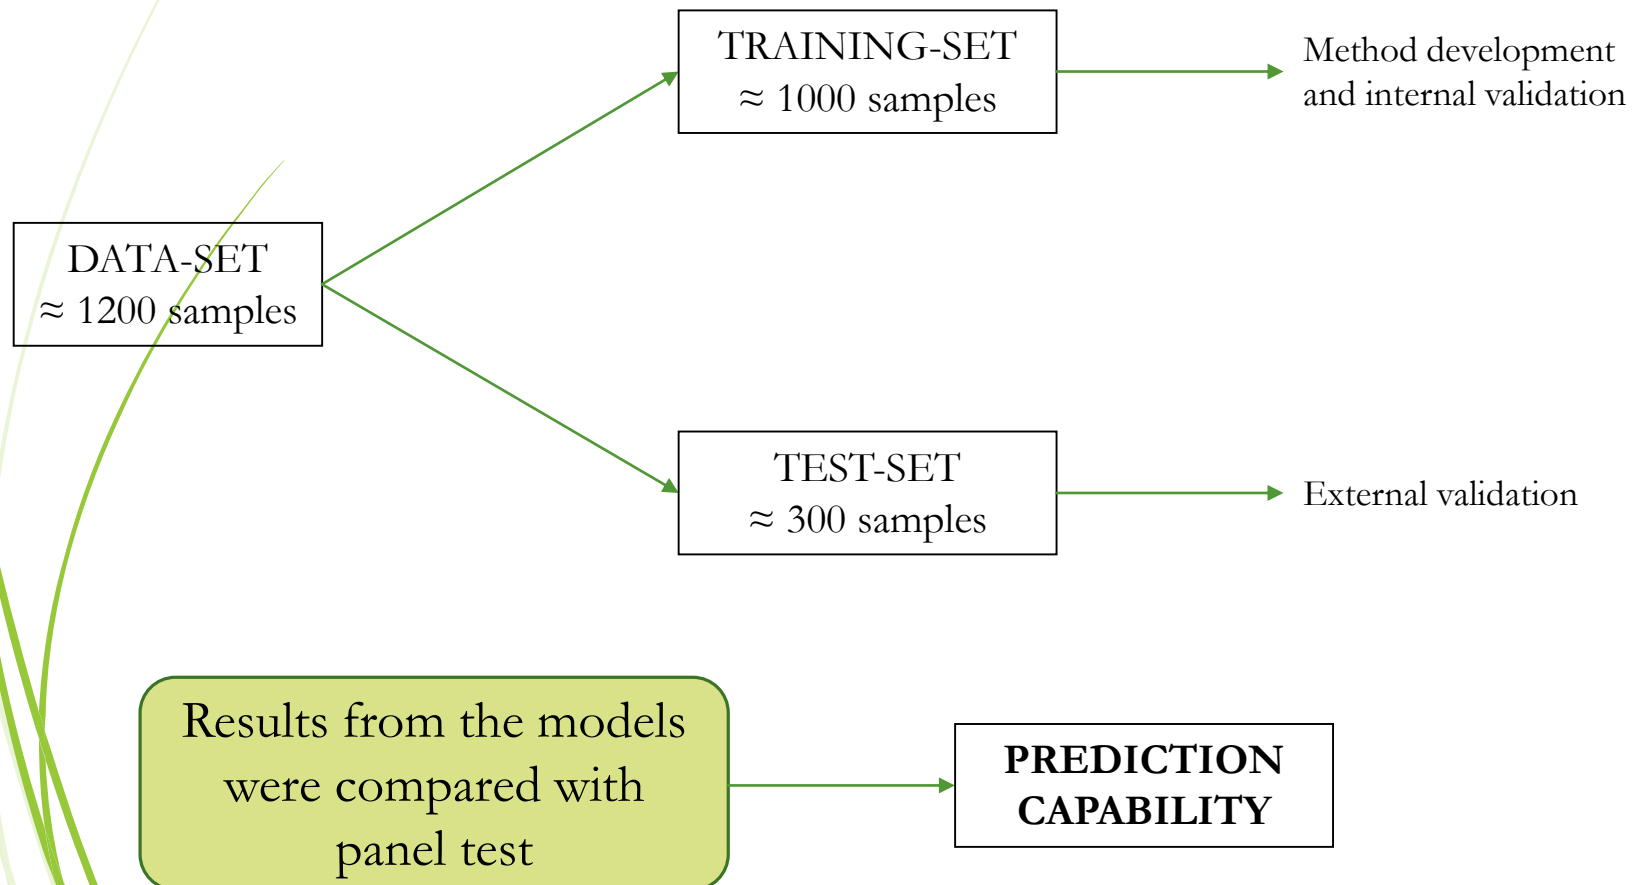 TRAINING-SET
≈ 1000 samples
Method development
and internal validation
DATA-SET
≈ 1200 samples
TEST-SET
≈ 300 samples
External validation
Results from the models
were compared with
panel test
PREDICTION
CAPABILITY